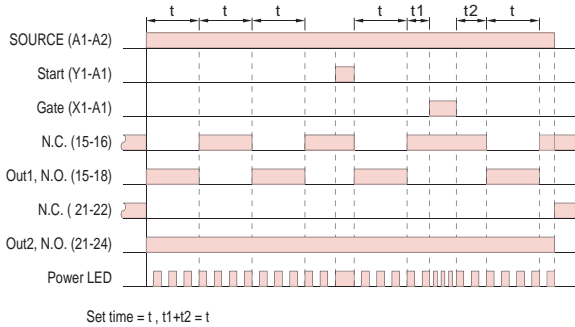 t t t t t1 t2 t
SOURCE (A1-A2)
Start (Y1-A1)
Gate (X1-A1)
N.C. (15-16)
Out1, N.O. (15-18)
N.C. ( 21-22)
Out2, N.O. (21-24)
Power LED
Set time = t , t1+t2 = t